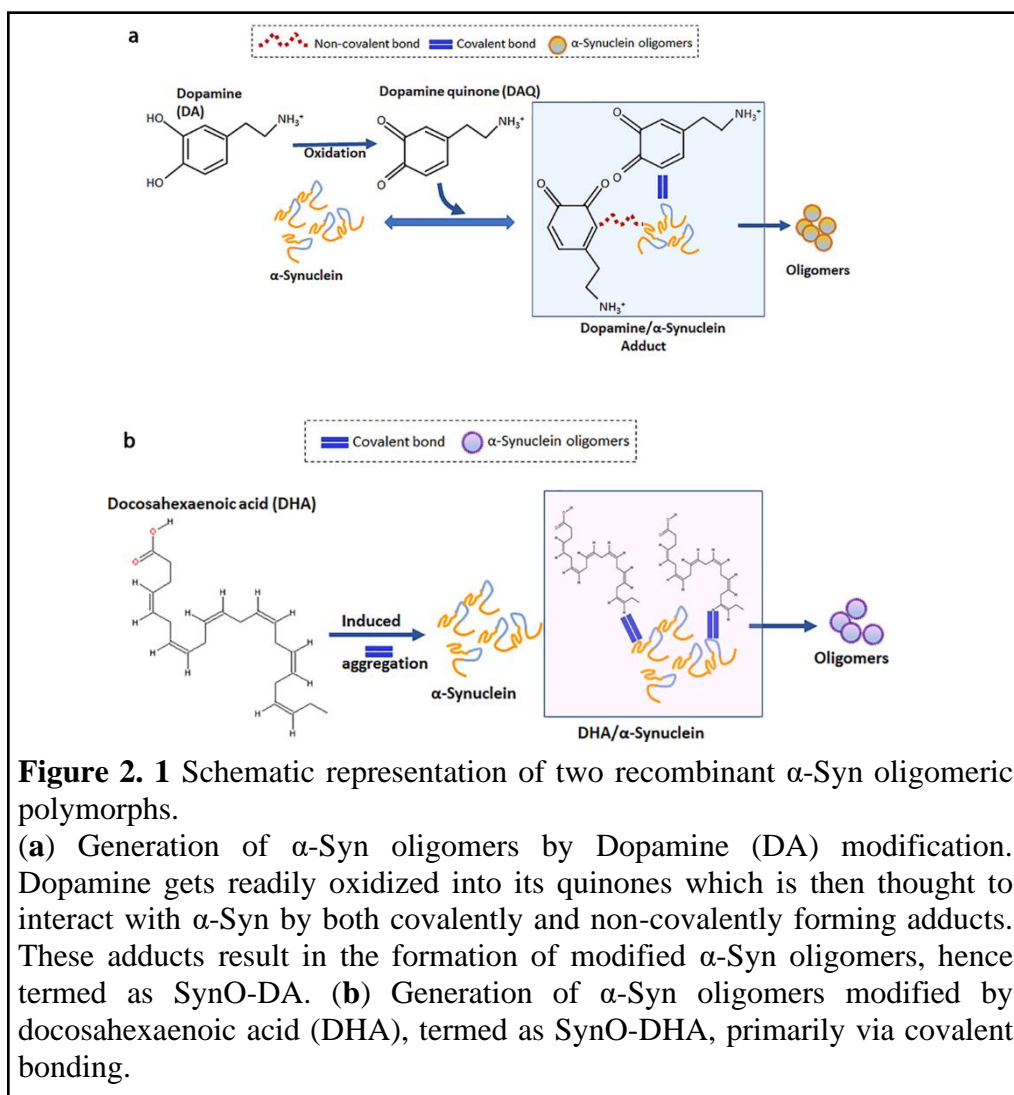 a
Non-covalent bond Covalent bond α-Synuclein oligomers
Dopamine
(DA)
Dopamine quinone (DAQ)
HO
HO
NH₃⁺
Oxidation
O
O
NH₃⁺
O
O
NH₃⁺
O
O
NH₃⁺
α-Synuclein
Oligomers
Dopamine/α-Synuclein
Adduct
b
Covalent bond α-Synuclein oligomers
Docosahexaenoic acid (DHA)
O H
O
H H H H H
H H H
H
H
H
H
Induced
aggregation
α-Synuclein
Oligomers
DHA/α-Synuclein
Figure 2. 1 Schematic representation of two recombinant α-Syn oligomeric
polymorphs.
(a) Generation of α-Syn oligomers by Dopamine (DA) modification.
Dopamine gets readily oxidized into its quinones which is then thought to
interact with α-Syn by both covalently and non-covalently forming adducts.
These adducts result in the formation of modified α-Syn oligomers, hence
termed as SynO-DA. (b) Generation of α-Syn oligomers modified by
docosahexaenoic acid (DHA), termed as SynO-DHA, primarily via covalent
bonding.